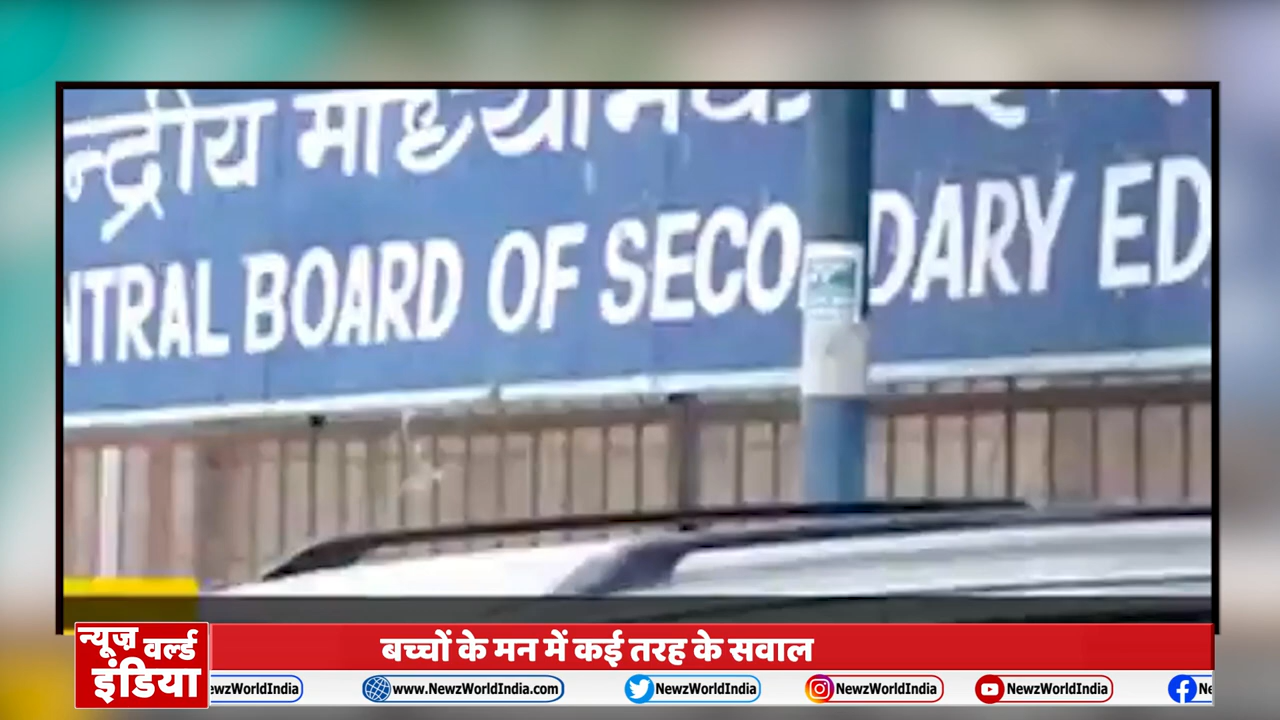 न्द्रीय माध्यमिक
NTRAL BOARD OF SECO DARY ED
न्यूज़ वर्ल्ड
इंडिया
बच्चों के मन में कई तरह के सवाल
ewzWorldIndia
www.NewzWorldIndia.com
NewzWorldIndia
NewzWorldIndia
NewzWorldIndia
Ne